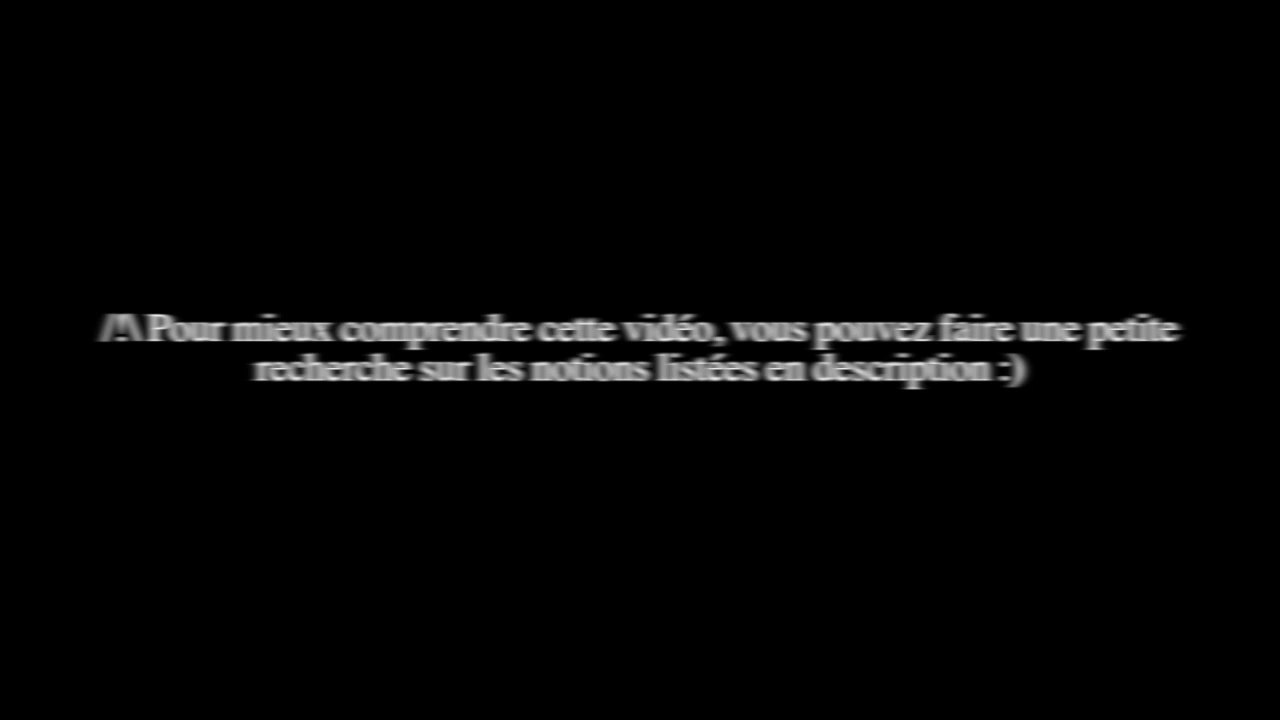 /!\ Pour mieux comprendre cette vidéo, vous pouvez faire une petite
recherche sur les notions listées en description :)